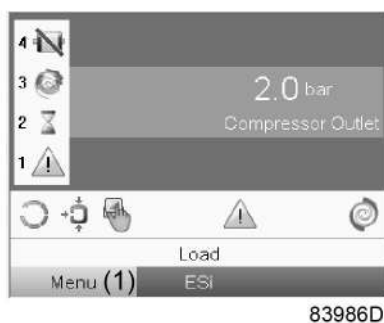 4
3
2.0 bar
2
Compressor Outlet
1
Load
Menu (1) ESi
83986D